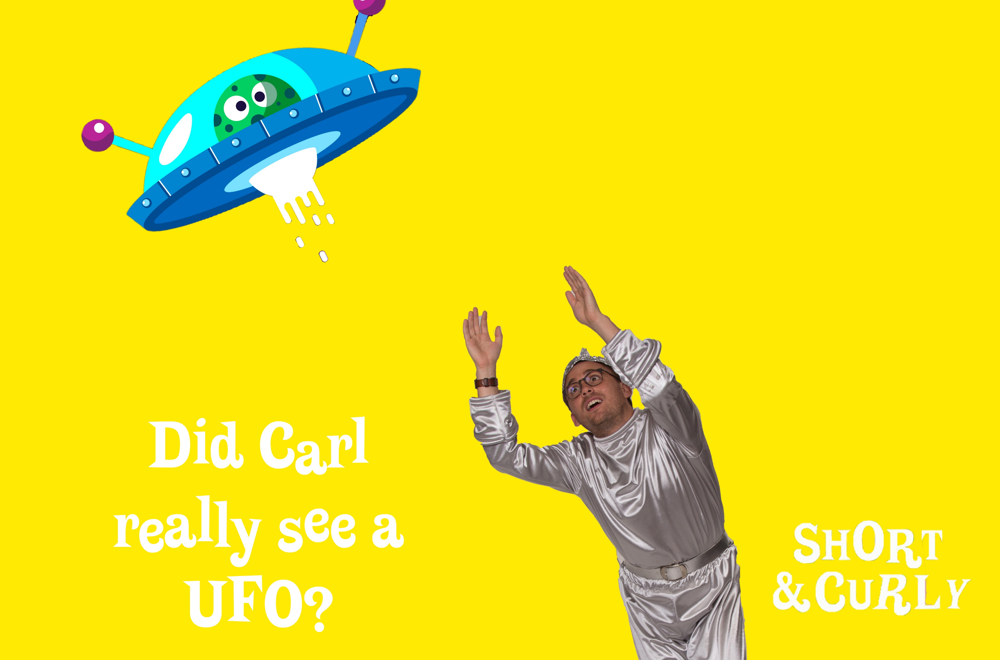 Did Carl
really see a
UFO?
SHORT
& CURLY